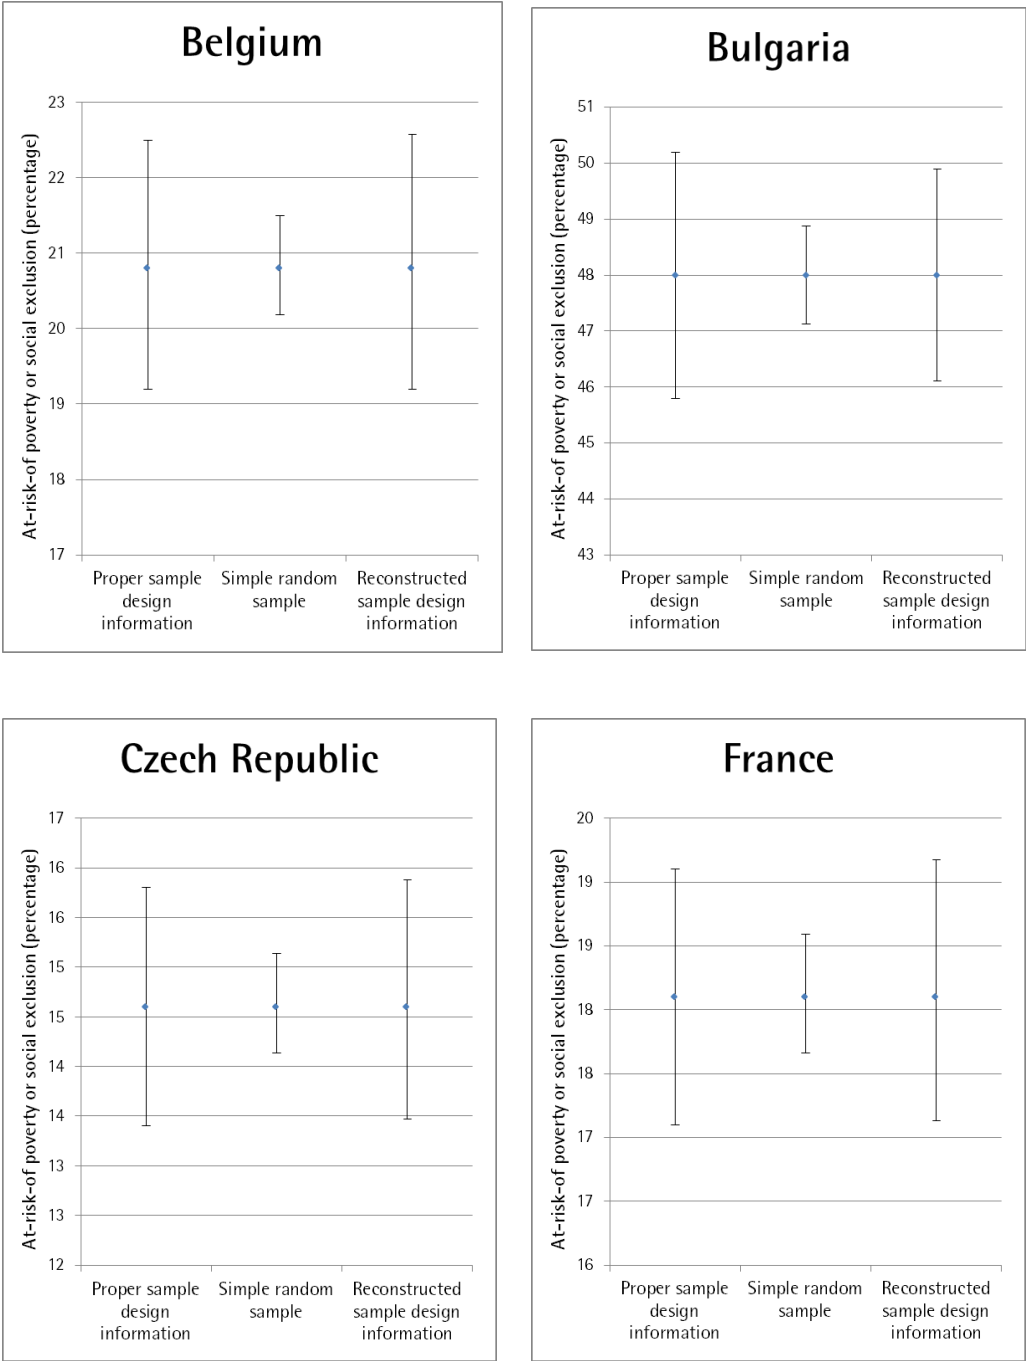 Belgium
At-risk-of poverty or social exclusion (percentage)
23
22
21
20
19
18
17
Proper sample
design
information
Simple random
sample
Reconstructed
sample design
information
Bulgaria
At-risk-of poverty or social exclusion (percentage)
51
50
49
48
47
46
45
44
43
Proper sample
design
information
Simple random
sample
Reconstructed
sample design
information
Czech Republic
At-risk-of poverty or social exclusion (percentage)
17
16
16
15
15
14
14
13
13
12
Proper sample
design
information
Simple random
sample
Reconstructed
sample design
information
France
At-risk-of poverty or social exclusion (percentage)
20
19
19
18
18
17
17
16
Proper sample
design
information
Simple random
sample
Reconstructed
sample design
information